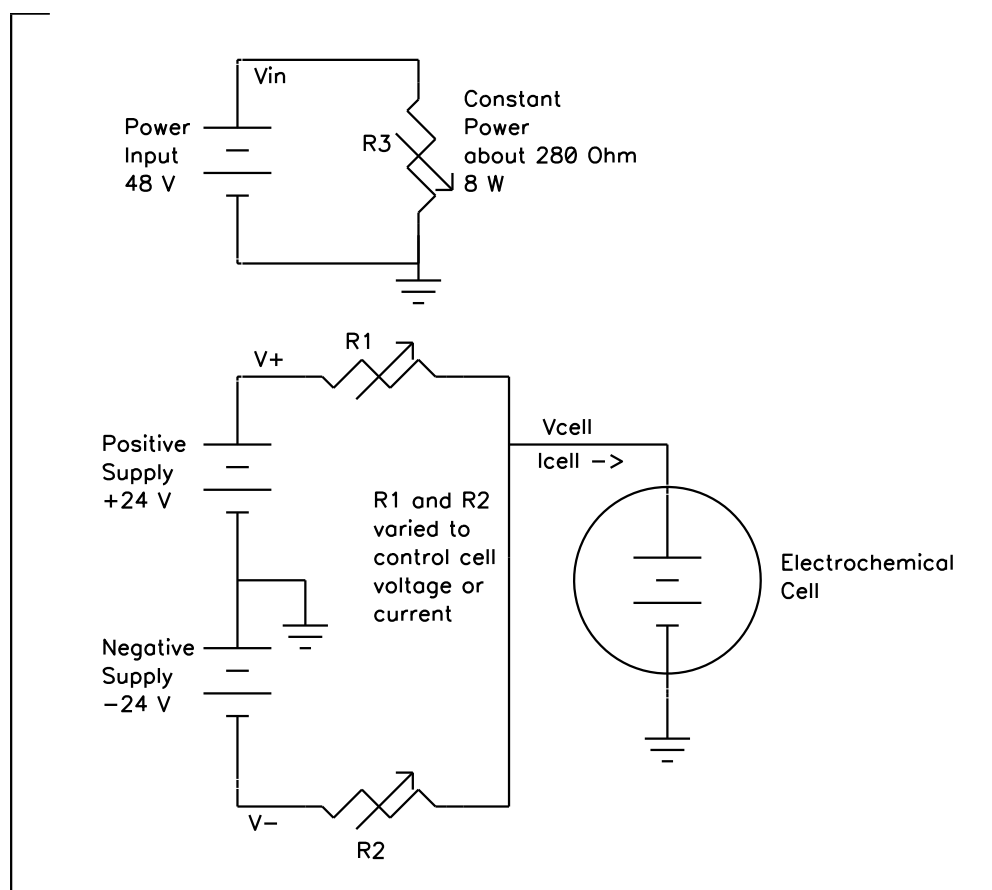 Vin
Power
Input
48 V
R3
Constant
Power
about 280 Ohm
8 W
R1
V+
Positive
Supply
+24 V
Vcell
Icell ->
R1 and R2
varied to
control cell
voltage or
current
Electrochemical
Cell
Negative
Supply
-24 V
V-
R2